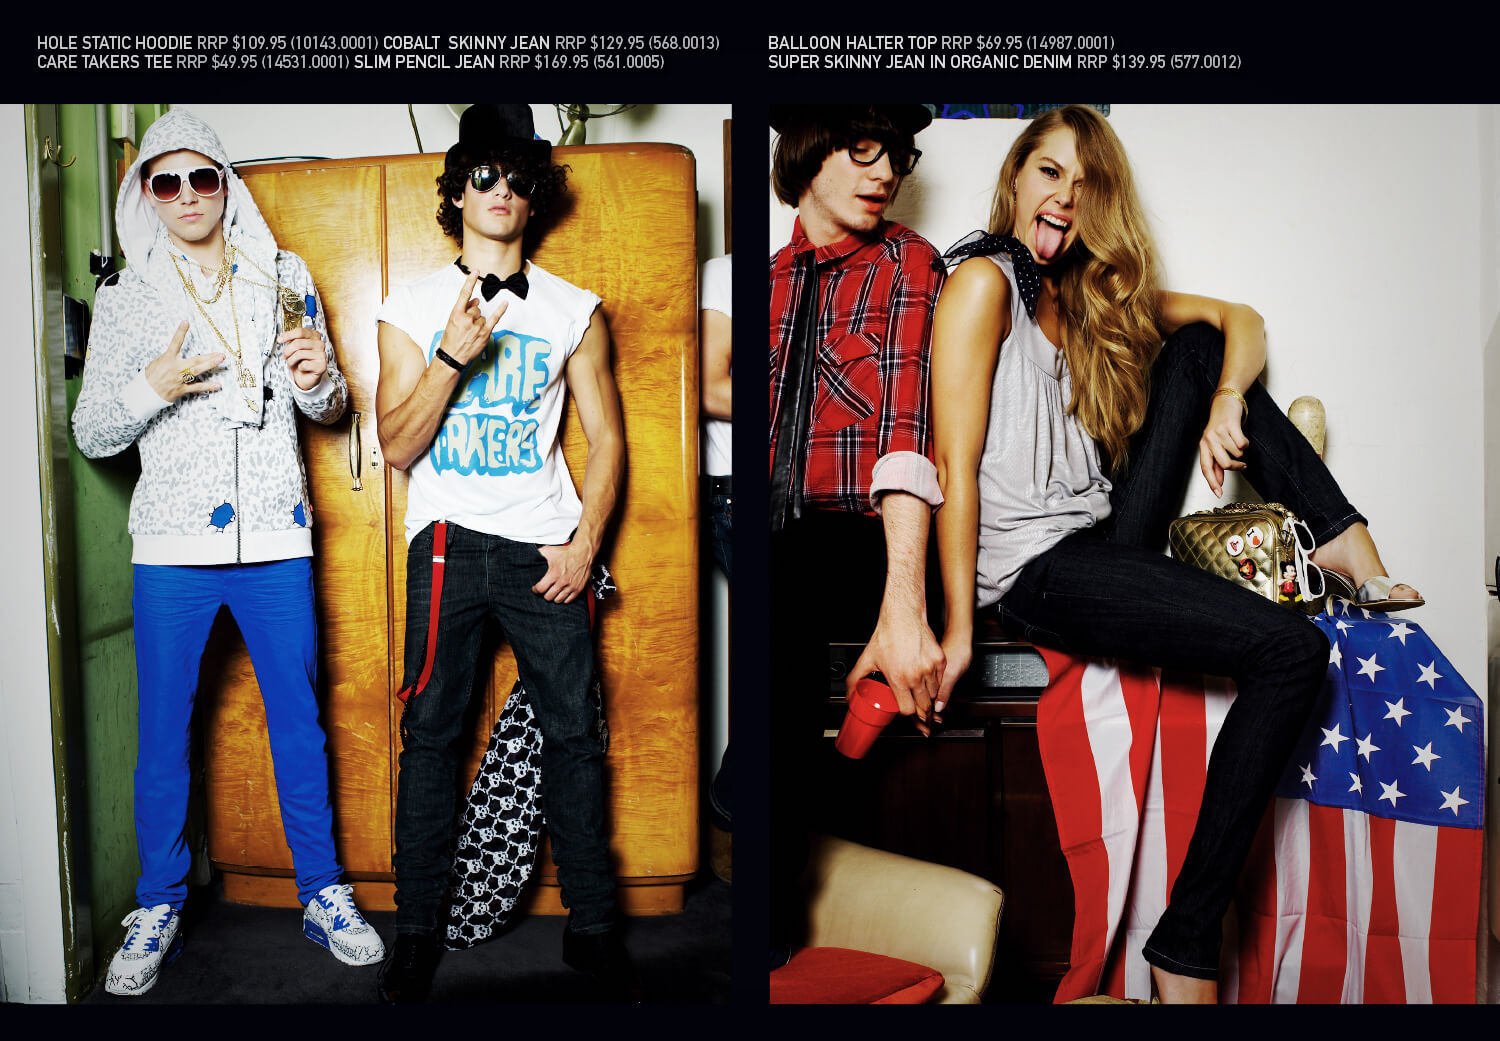 HOLE STATIC HOODIE RRP $109.95 (10143.0001) COBALT SKINNY JEAN RRP $129.95 (568.0013)
CARE TAKERS TEE RRP $49.95 (14531.0001) SLIM PENCIL JEAN RRP $169.95 (561.0005)
BALLOON HALTER TOP RRP $69.95 (14987.0001)
SUPER SKINNY JEAN IN ORGANIC DENIM RRP $139.95 (577.0012)
CARE
TAKERS